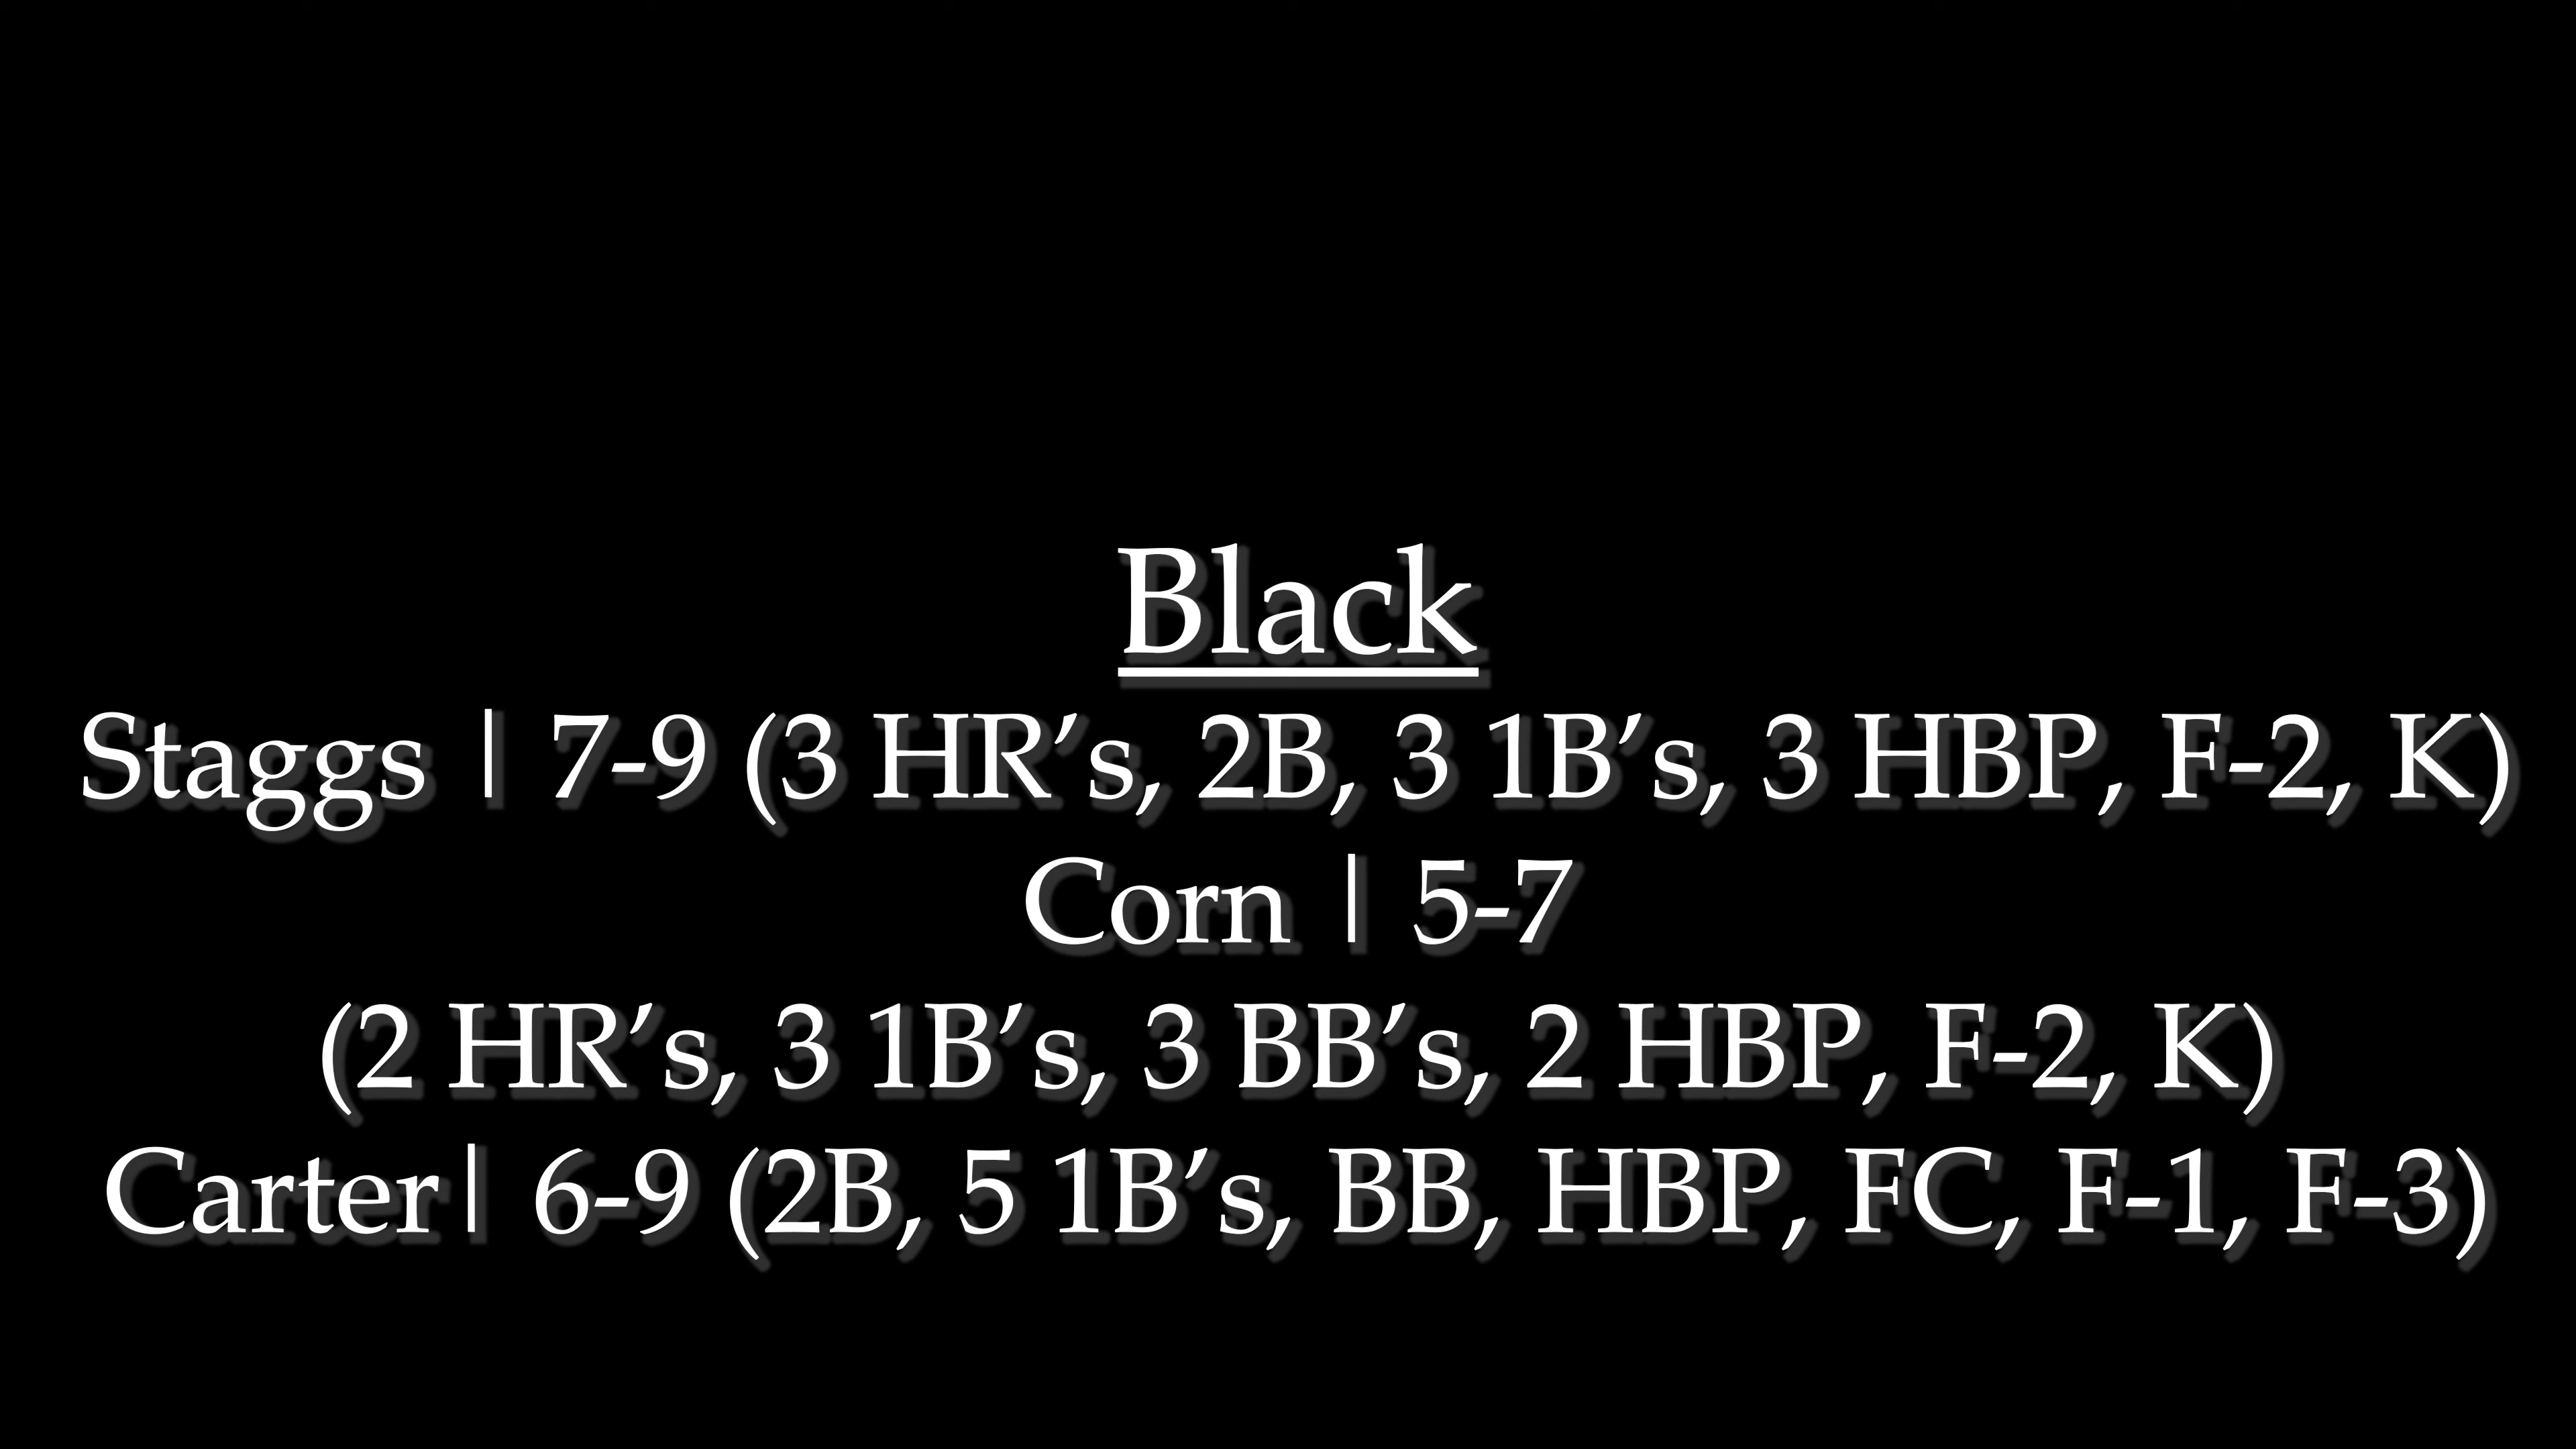 Black
Staggs | 7-9 (3 HR’s, 2B, 3 1B’s, 3 HBP, F-2, K)
Corn | 5-7
(2 HR’s, 3 1B’s, 3 BB’s, 2 HBP, F-2, K)
Carter| 6-9 (2B, 5 1B’s, BB, HBP, FC, F-1, F-3)